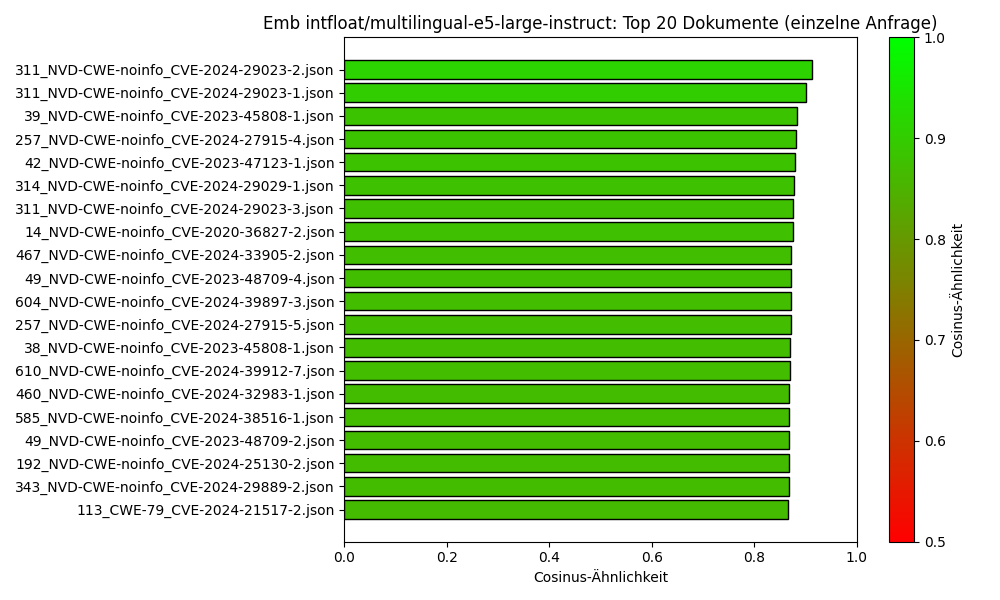 Emb intfloat/multilingual-e5-large-instruct: Top 20 Dokumente (einzelne Anfrage)
311_NVD-CWE-noinfo_CVE-2024-29023-2.json
311_NVD-CWE-noinfo_CVE-2024-29023-1.json
39_NVD-CWE-noinfo_CVE-2023-45808-1.json
257_NVD-CWE-noinfo_CVE-2024-27915-4.json
42_NVD-CWE-noinfo_CVE-2023-47123-1.json
314_NVD-CWE-noinfo_CVE-2024-29029-1.json
311_NVD-CWE-noinfo_CVE-2024-29023-3.json
14_NVD-CWE-noinfo_CVE-2020-36827-2.json
467_NVD-CWE-noinfo_CVE-2024-33905-2.json
49_NVD-CWE-noinfo_CVE-2023-48709-4.json
604_NVD-CWE-noinfo_CVE-2024-39897-3.json
257_NVD-CWE-noinfo_CVE-2024-27915-5.json
38_NVD-CWE-noinfo_CVE-2023-45808-1.json
610_NVD-CWE-noinfo_CVE-2024-39912-7.json
460_NVD-CWE-noinfo_CVE-2024-32983-1.json
585_NVD-CWE-noinfo_CVE-2024-38516-1.json
49_NVD-CWE-noinfo_CVE-2023-48709-2.json
192_NVD-CWE-noinfo_CVE-2024-25130-2.json
343_NVD-CWE-noinfo_CVE-2024-29889-2.json
113_CWE-79_CVE-2024-21517-2.json
0.0 0.2 0.4 0.6 0.8 1.0
Cosinus-Ähnlichkeit
1.0
0.9
0.8
0.7
0.6
0.5
Cosinus-Ähnlichkeit